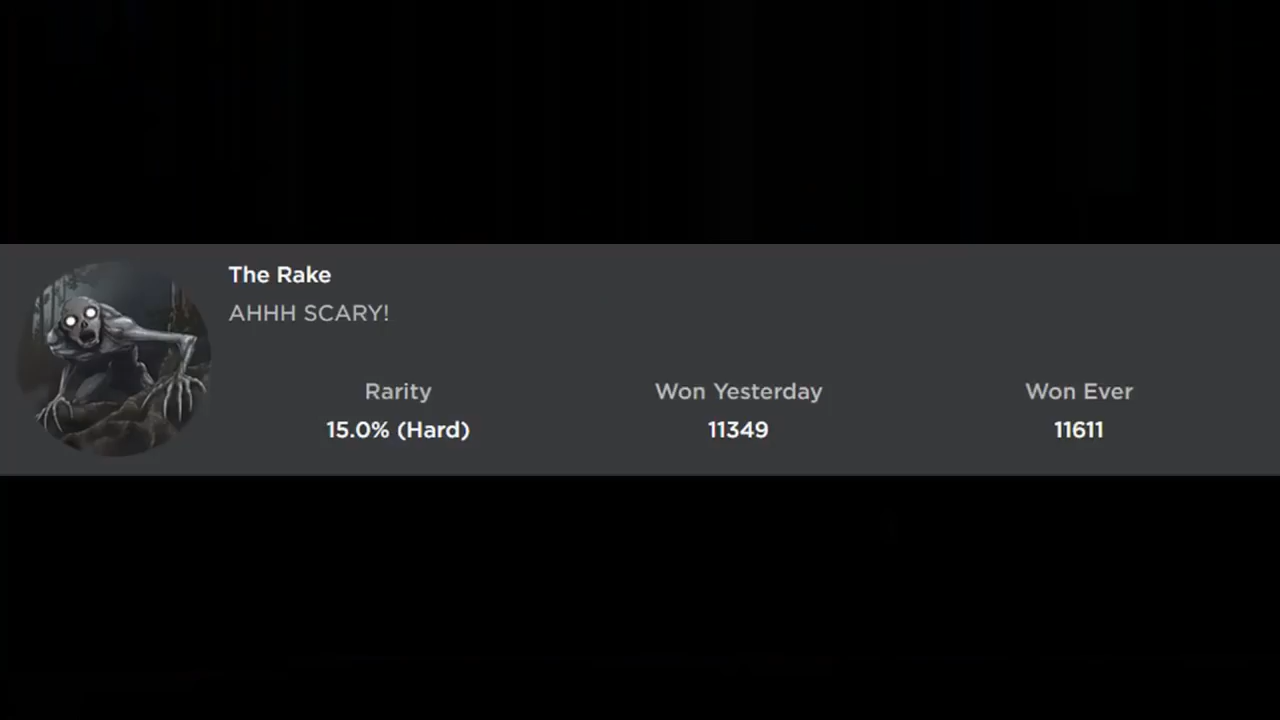 The Rake
AHHH SCARY!
Rarity Won Yesterday Won Ever
15.0% (Hard) 11349 11611